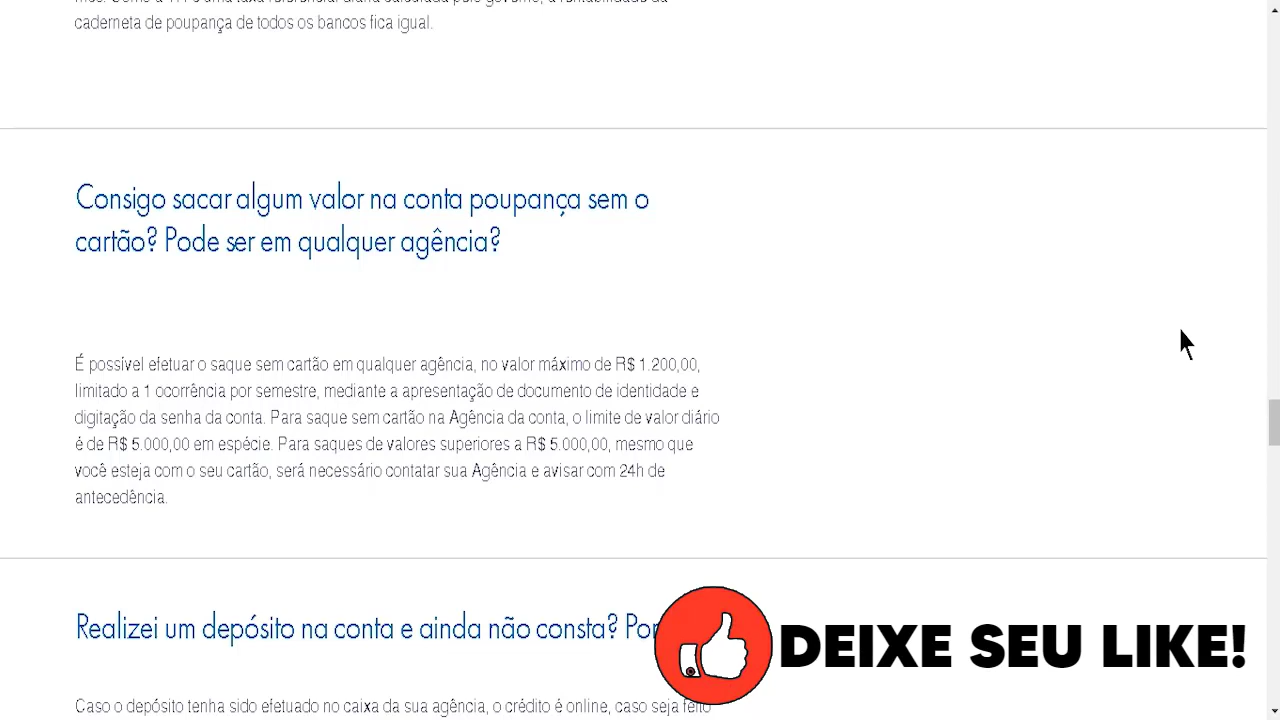 caderneta de poupança de todos os bancos fica igual.
Consigo sacar algum valor na conta poupança sem o
cartão? Pode ser em qualquer agência?
É possível efetuar o saque sem cartão em qualquer agência, no valor máximo de R$ 1.200,00,
limitado a 1 ocorrência por semestre, mediante a apresentação de documento de identidade e
digitação da senha da conta. Para saque sem cartão na Agência da conta, o limite de valor diário
é de R$ 5.000,00 em espécie. Para saques de valores superiores a R$ 5.000,00, mesmo que
você esteja com o seu cartão, será necessário contatar sua Agência e avisar com 24h de
antecedência.
Realizei um depósito na conta e ainda não consta?
DEIXE SEU LIKE!
Caso o depósito tenha sido efetuado no caixa da sua agência, o crédito é online, caso seja feito